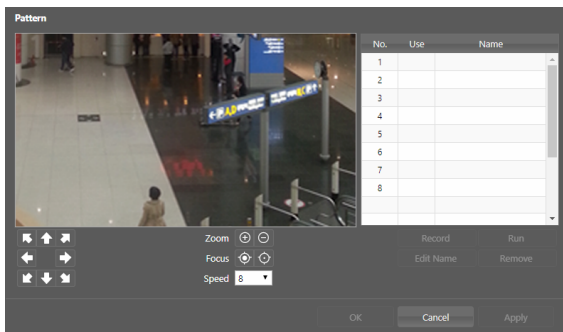 Pattern
No. Use Name
1
2
3
4
5
6
7
8
Zoom
Focus
Speed 8
Record Run
Edit Name Remove
OK Cancel Apply